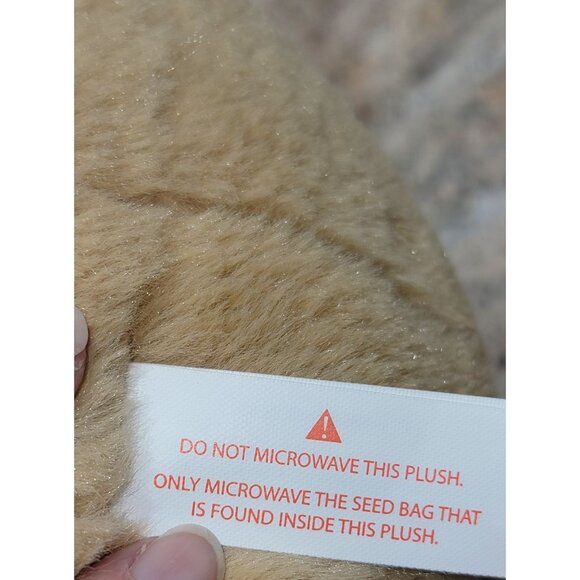 DO NOT MICROWAVE THIS PLUSH.
ONLY MICROWAVE THE SEED BAG THAT
IS FOUND INSIDE THIS PLUSH.